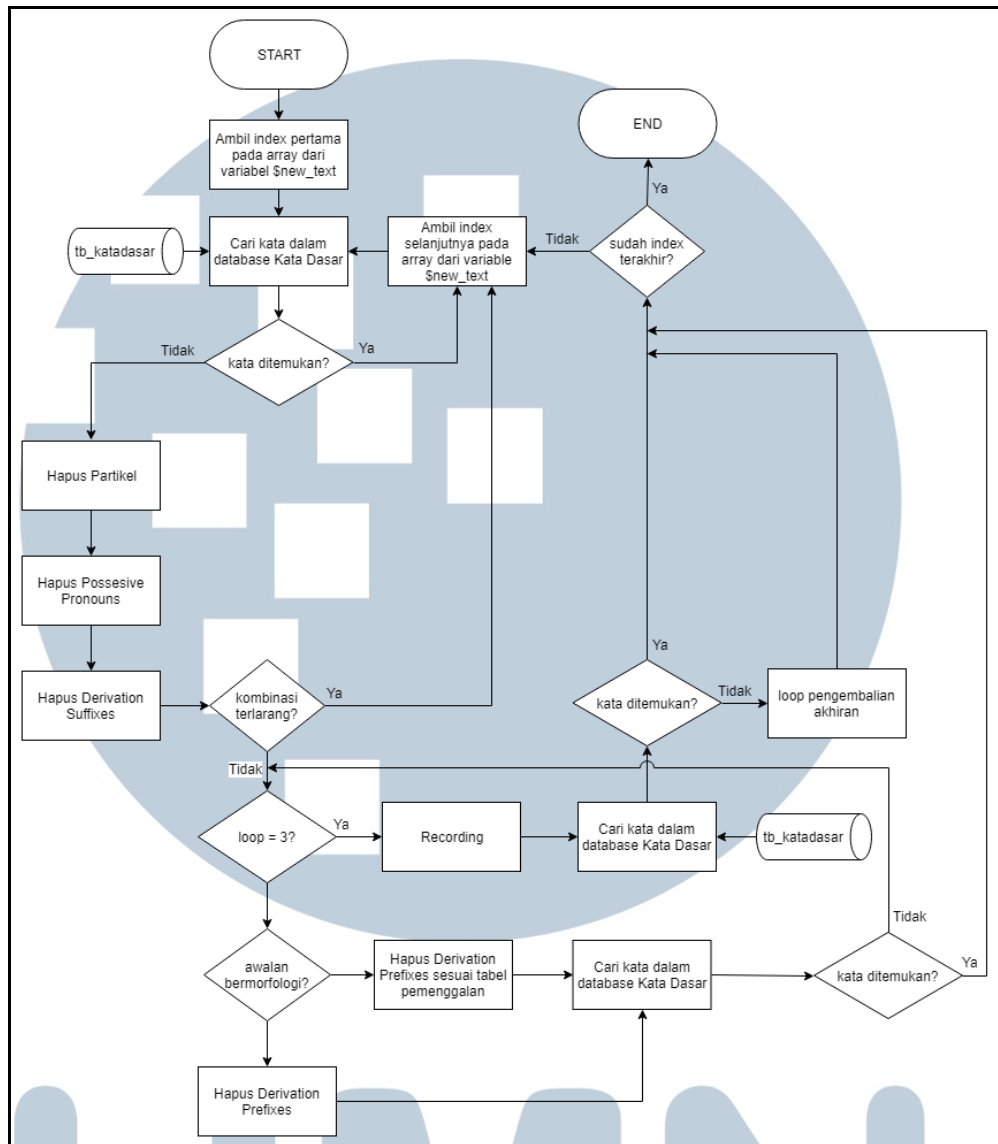 START
END
Ambil index pertama
pada array dari
variabel $new_text
tb_katadasar
Cari kata dalam
database Kata Dasar
Ambil index
selanjutnya pada
array dari variable
$new_text
Tidak
sudah index
terakhir?
Ya
Tidak
kata ditemukan?
Ya
Hapus Partikel
Hapus Possesive
Pronouns
Hapus Derivation
Suffixes
kombinasi
terlarang?
Ya
Tidak
Ya
kata ditemukan?
Tidak
loop pengembalian
akhiran
loop = 3?
Ya
Recording
Cari kata dalam
database Kata Dasar
tb_katadasar
awalan
bermorfologi?
Hapus Derivation
Prefixes sesuai tabel
pemenggalan
Cari kata dalam
database Kata Dasar
Tidak
kata ditemukan?
Ya
Hapus Derivation
Prefixes